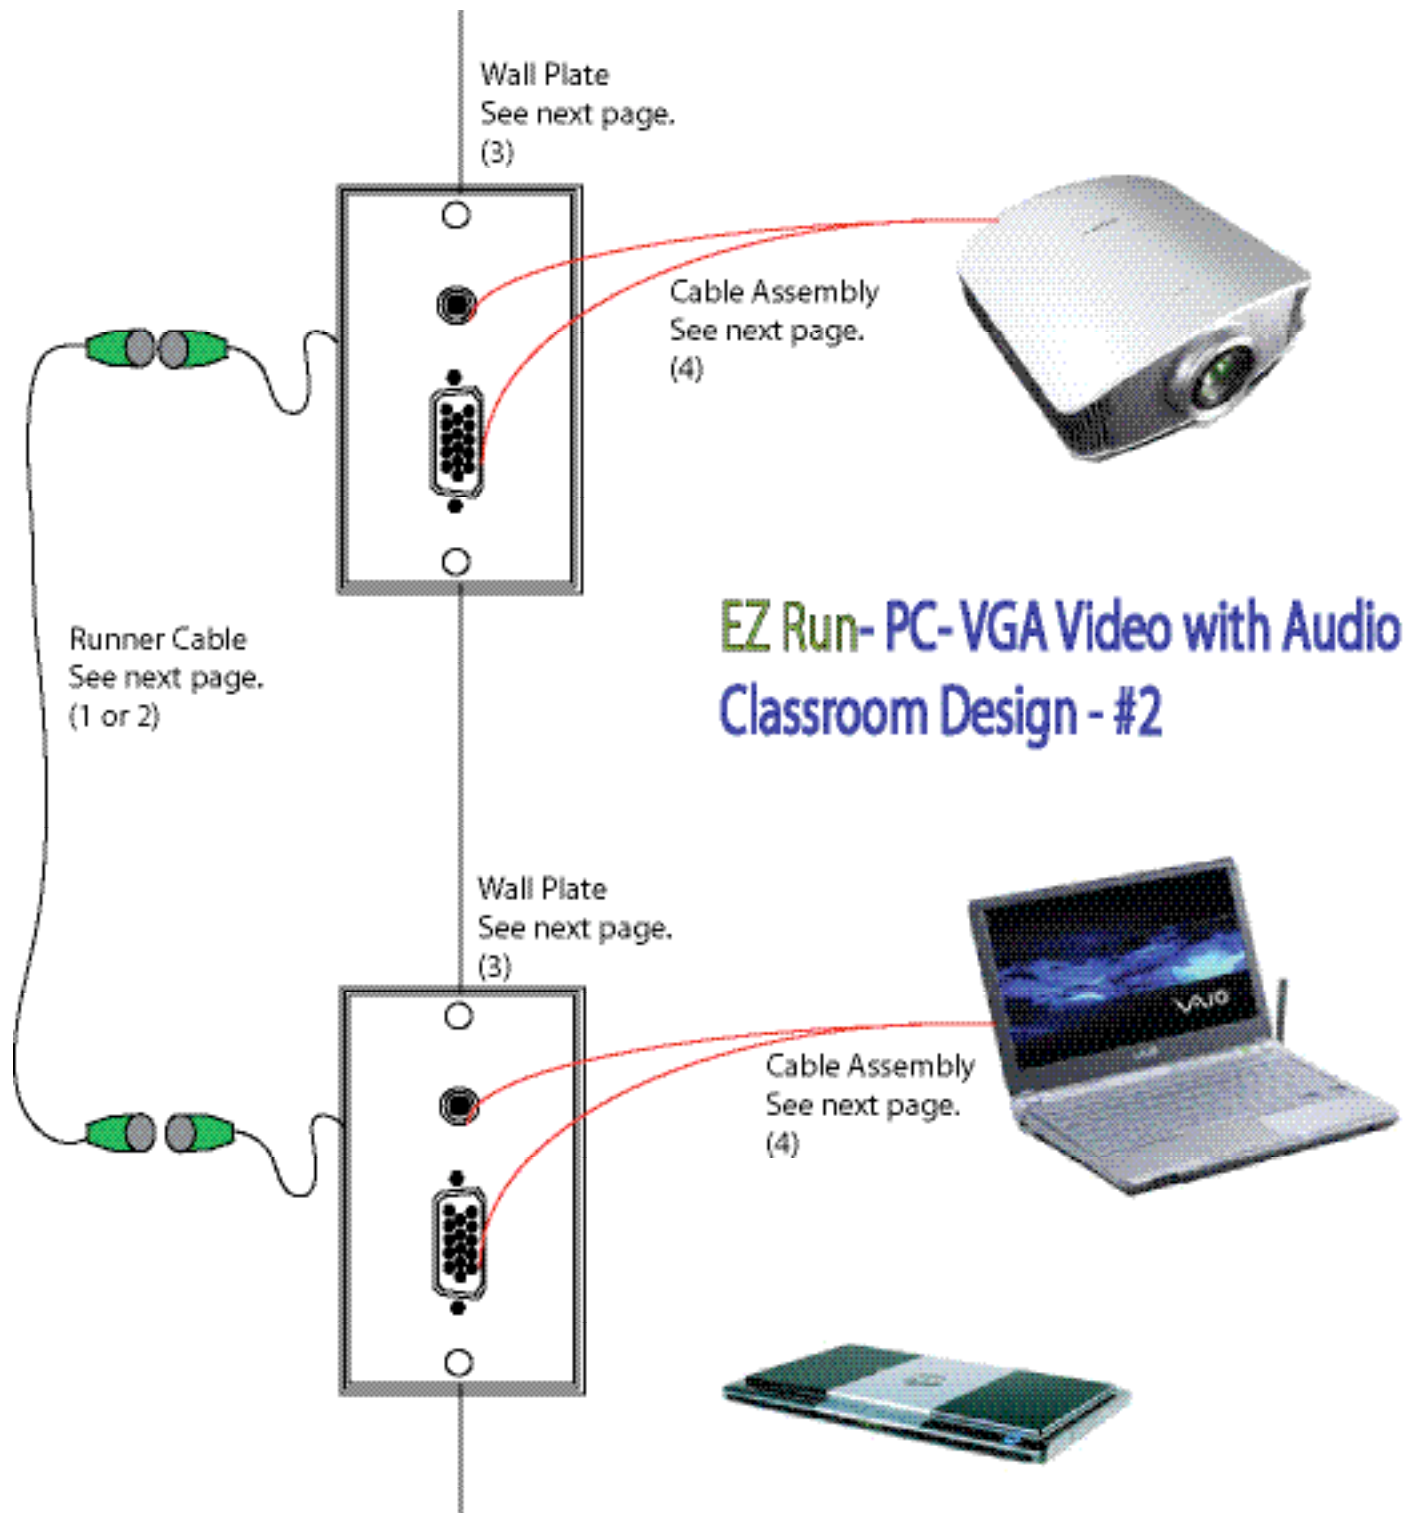 Wall Plate
See next page.
(3)
Cable Assembly
See next page.
(4)
EZ Run- PC- VGA Video with Audio
Classroom Design - #2
Runner Cable
See next page.
(1 or 2)
Wall Plate
See next page.
(3)
VAIO
Cable Assembly
See next page.
(4)